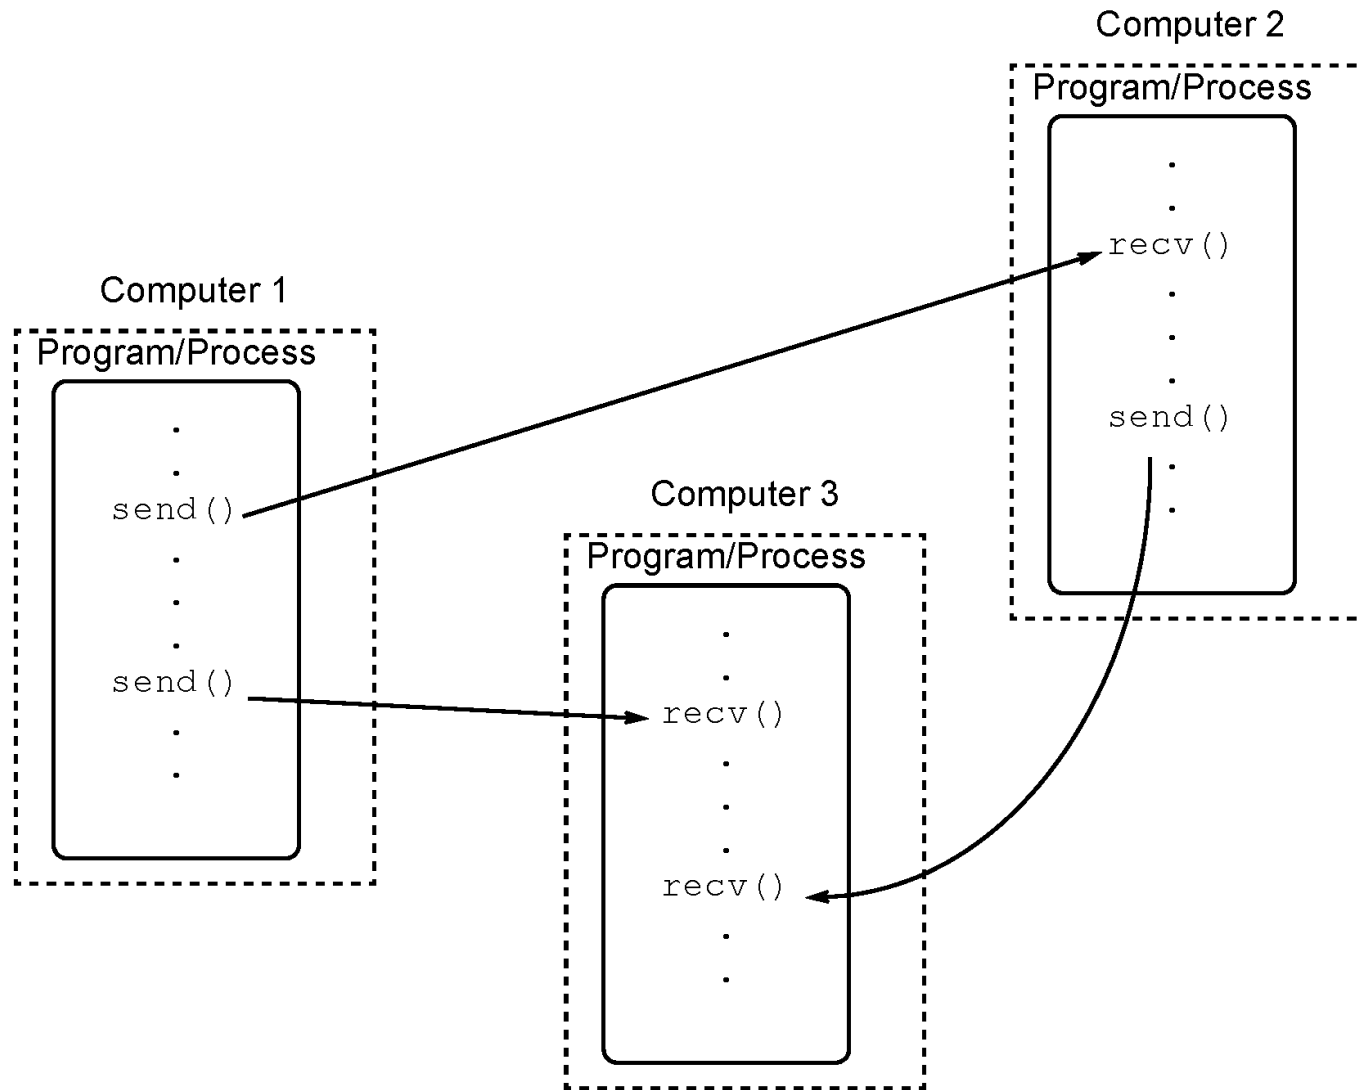 Computer 2
Program/Process
.
.
recv()
.
.
.
send()
.
.
Computer 1
Program/Process
.
.
send()
.
.
.
send()
.
.
Computer 3
Program/Process
.
.
recv()
.
.
.
recv()
.
.